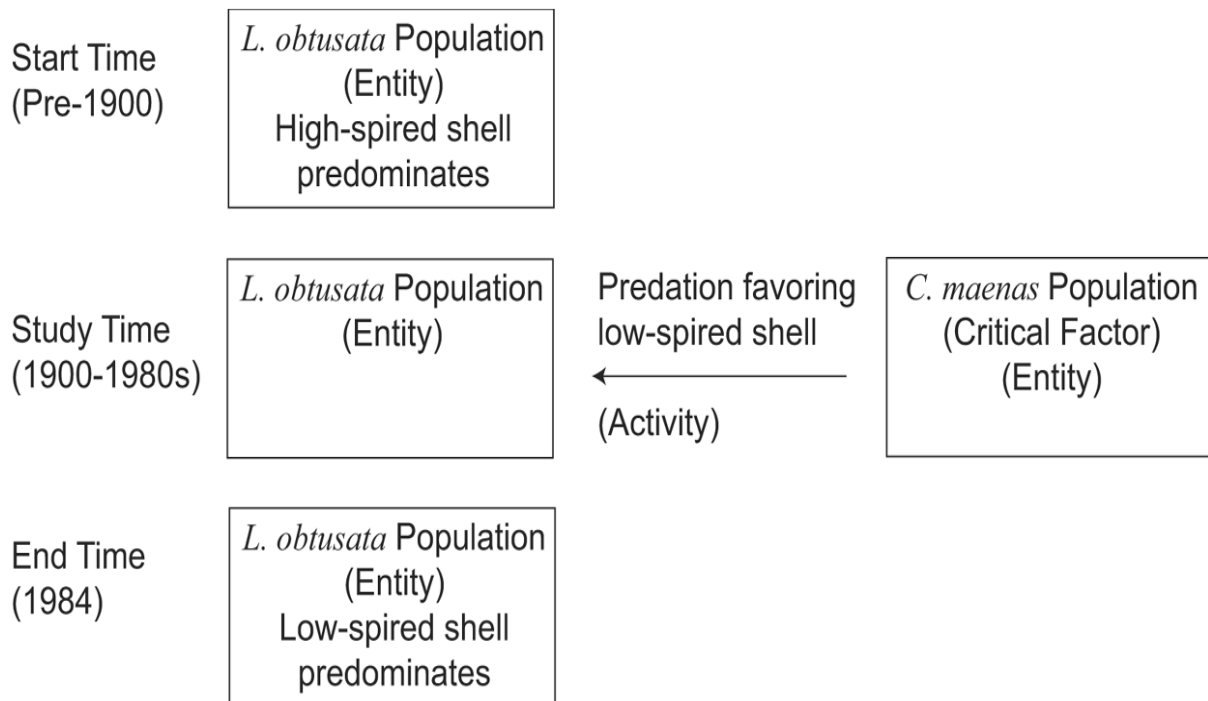 Start Time
(Pre-1900)
L. obtusata Population
(Entity)
High-spired shell
predominates
Study Time
(1900-1980s)
L. obtusata Population
(Entity)
Predation favoring
low-spired shell
(Activity)
C. maenas Population
(Critical Factor)
(Entity)
End Time
(1984)
L. obtusata Population
(Entity)
Low-spired shell
predominates